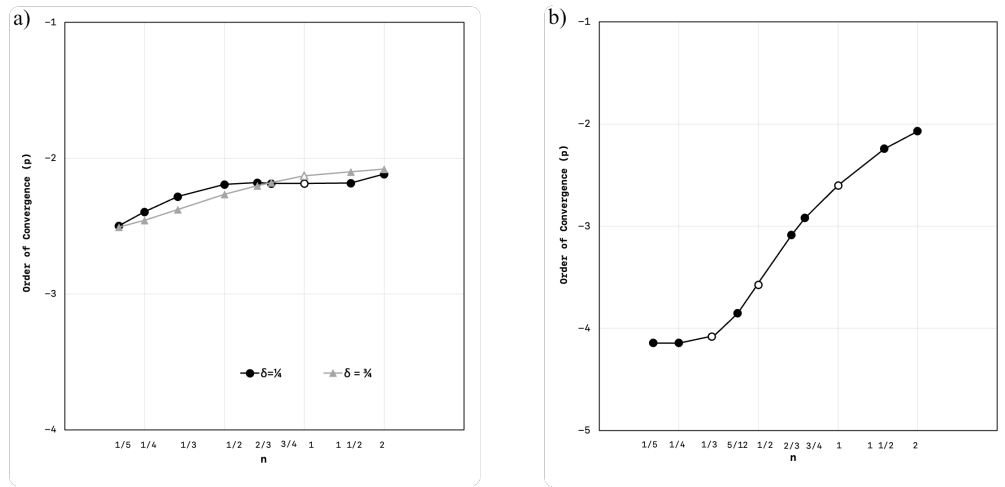 a)
−1
−2
−3
−4
Order of Convergence (p)
δ=¼
δ = ¾
1/5 1/4 1/3 1/2 2/3 3/4 1 1 1/2 2
n
b)
−1
−2
−3
−4
−5
Order of Convergence (p)
1/5 1/4 1/3 5/12 1/2 2/3 3/4 1 1 1/2 2
n